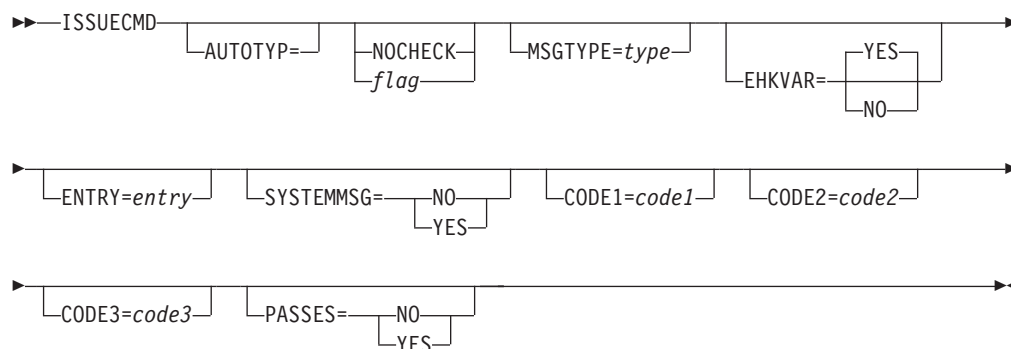 ISSUECMD
AUTOTYP=
NOCHECK
flag
MSGTYPE=type
EHKVAR=
YES
NO
ENTRY=entry
SYSTEMMSG=
NO
YES
CODE1=code1
CODE2=code2
CODE3=code3
PASSES=
NO
YES